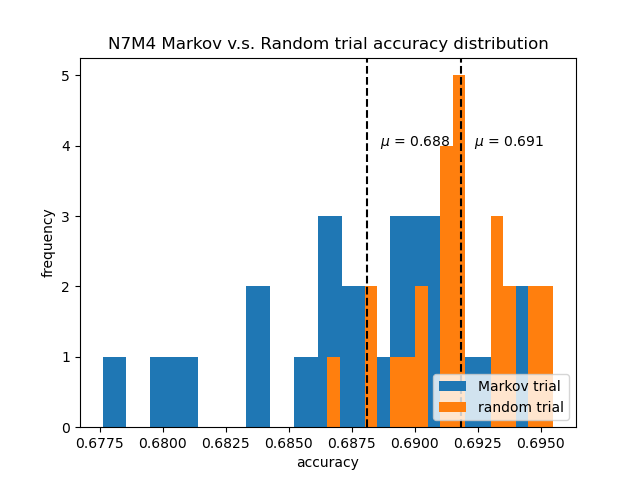 N7M4 Markov v.s. Random trial accuracy distribution
5
4
3
2
1
0
frequency
μ = 0.688
μ = 0.691
Markov trial
random trial
0.6775 0.6800 0.6825 0.6850 0.6875 0.6900 0.6925 0.6950
accuracy